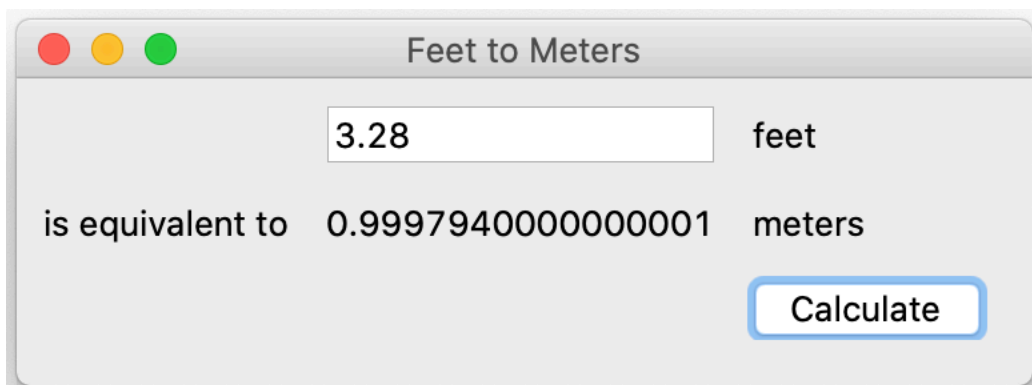 Feet to Meters
3.28 feet
is equivalent to 0.9997940000000001 meters
Calculate